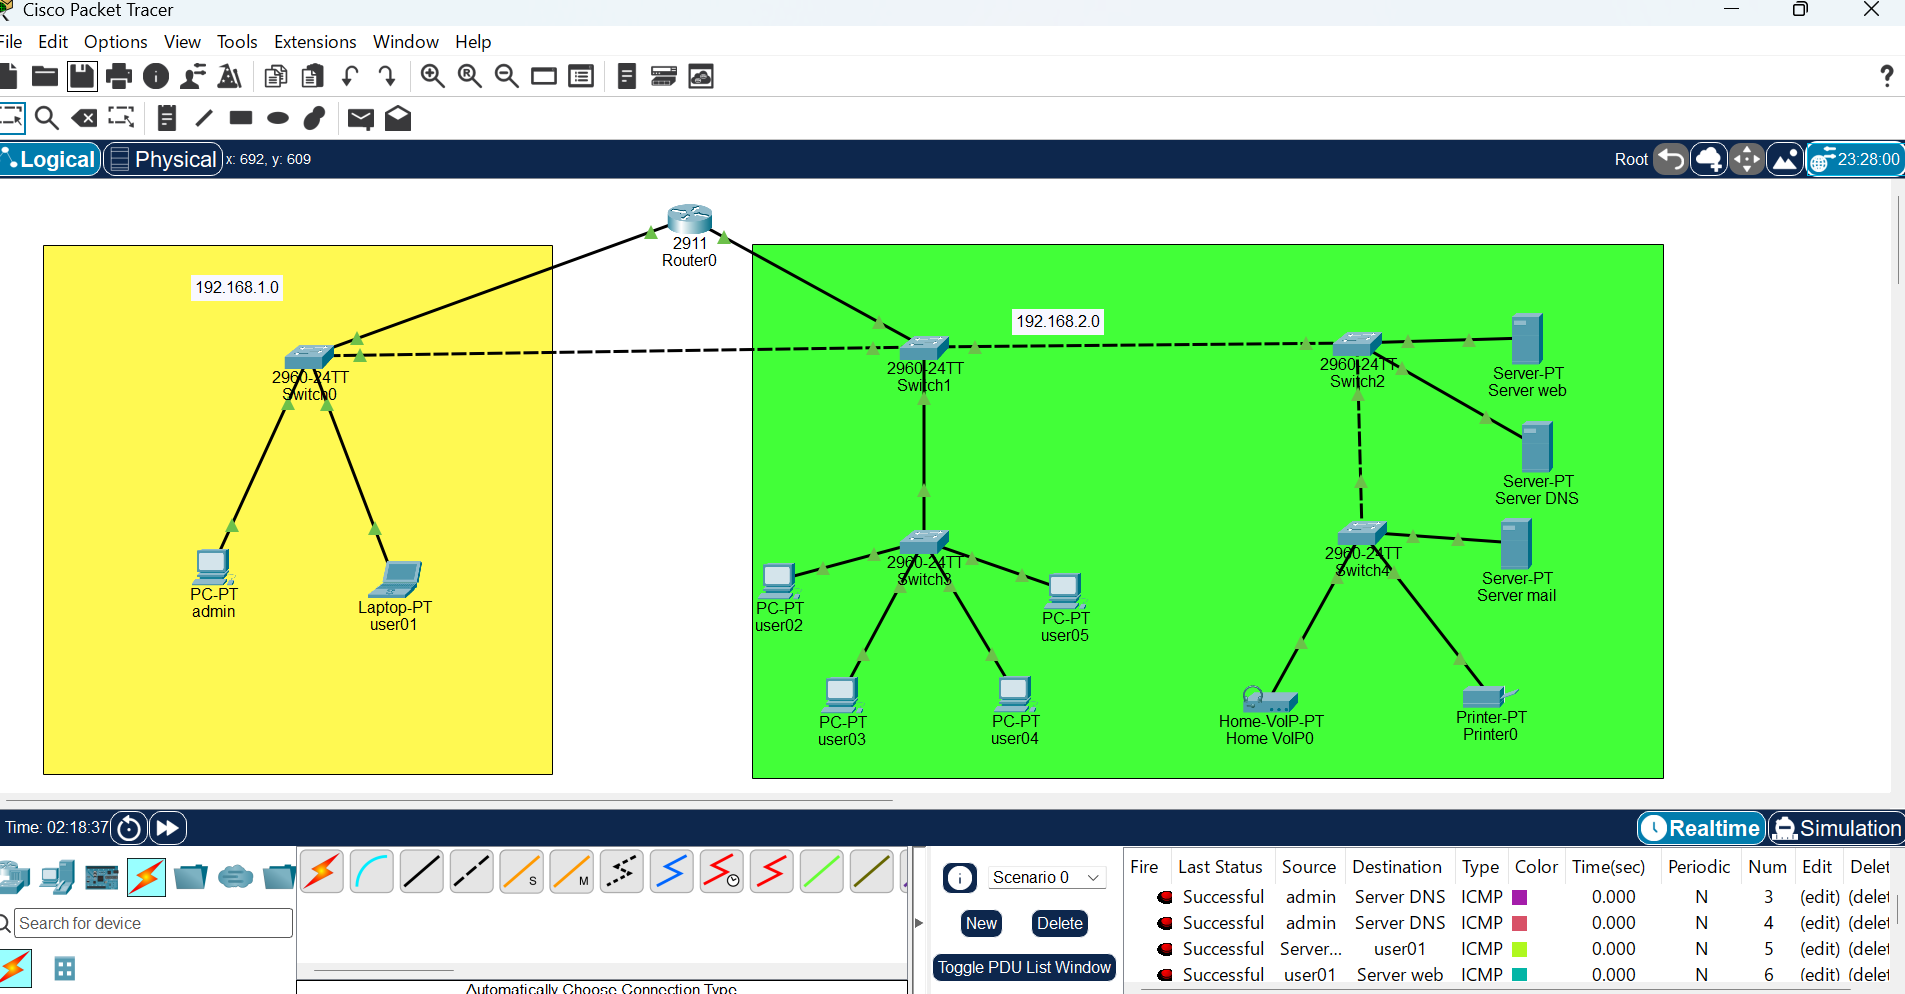 Cisco Packet Tracer
File Edit Options View Tools Extensions Window Help
?
Logical Physical x: 692, y: 609 Root 23:28:00
2911
Router0
192.168.1.0
192.168.2.0
2960-24TT
Switch0
2960-24TT
Switch1
2960-24TT
Switch2
Server-PT
Server web
Server-PT
Server DNS
2960-24TT
Switch3
2960-24TT
Switch4
Server-PT
Server mail
PC-PT
admin
Laptop-PT
user01
PC-PT
user02
PC-PT
user05
PC-PT
user03
PC-PT
user04
Home-VoIP-PT
Home VoIP0
Printer-PT
Printer0
Time: 02:18:37 Realtime Simulation
S M
Search for device
Automatically Choose Connection Type
Scenario 0
New Delete
Toggle PDU List Window
Fire Last Status Source Destination Type Color Time(sec) Periodic Num Edit Delet
Successful admin Server DNS ICMP 0.000 N 3 (edit) (delet
Successful admin Server DNS ICMP 0.000 N 4 (edit) (delet
Successful Server... user01 ICMP 0.000 N 5 (edit) (delet
Successful user01 Server web ICMP 0.000 N 6 (edit) (delet